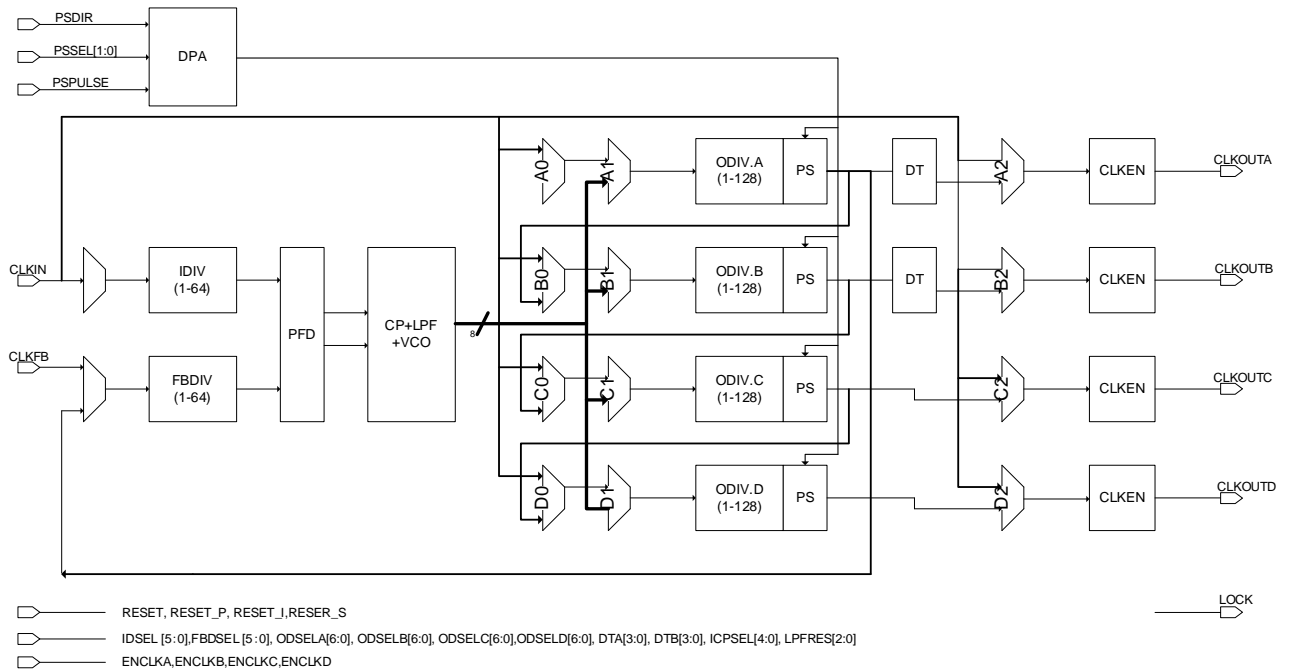 PSDIR
PSSEL[1:0]
PSPULSE
DPA
A0
A1
ODIV.A
(1-128)
PS
DT
A2
CLKEN
CLKOUTA
CLKIN
IDIV
(1-64)
B0
B1
ODIV.B
(1-128)
PS
DT
B2
CLKEN
CLKOUTB
PFD
CP+LPF
+VCO
8
CLKFB
FBDIV
(1-64)
C0
C1
ODIV.C
(1-128)
PS
C2
CLKEN
CLKOUTC
D0
D1
ODIV.D
(1-128)
PS
D2
CLKEN
CLKOUTD
RESET, RESET_P, RESET_I,RESER_S
LOCK
IDSEL [5:0],FBDSEL [5:0], ODSELA[6:0], ODSELB[6:0], ODSELC[6:0],ODSELD[6:0], DTA[3:0], DTB[3:0], ICPSEL[4:0], LPFRES[2:0]
ENCLKA,ENCLKB,ENCLKC,ENCLKD